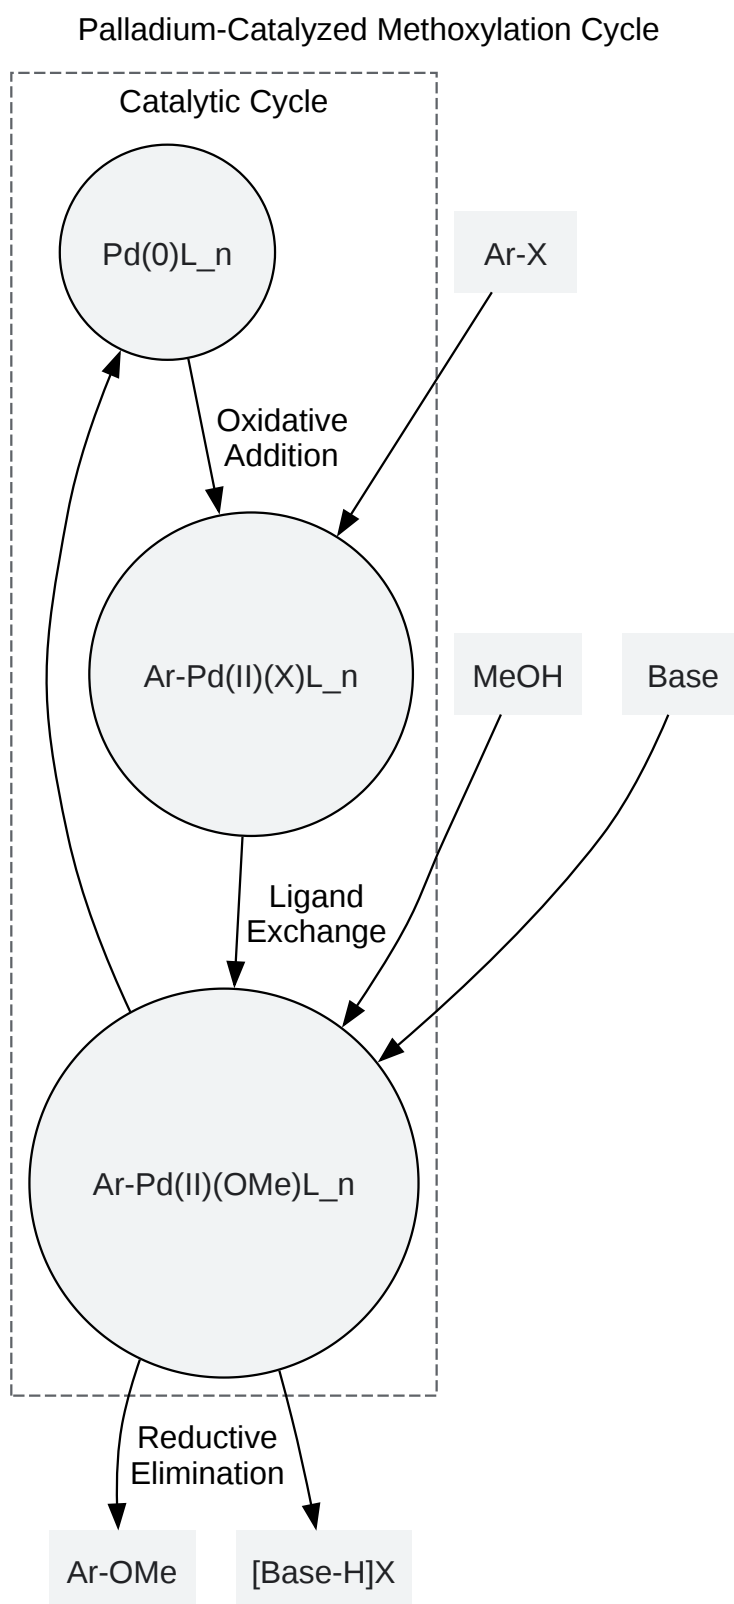 Palladium-Catalyzed Methoxylation Cycle
Catalytic Cycle
Pd(0)L_n
Ar-X
Oxidative
Addition
Ar-Pd(II)(X)L_n
MeOH
Base
Ligand
Exchange
Ar-Pd(II)(OMe)L_n
Reductive
Elimination
Ar-OMe
[Base-H]X